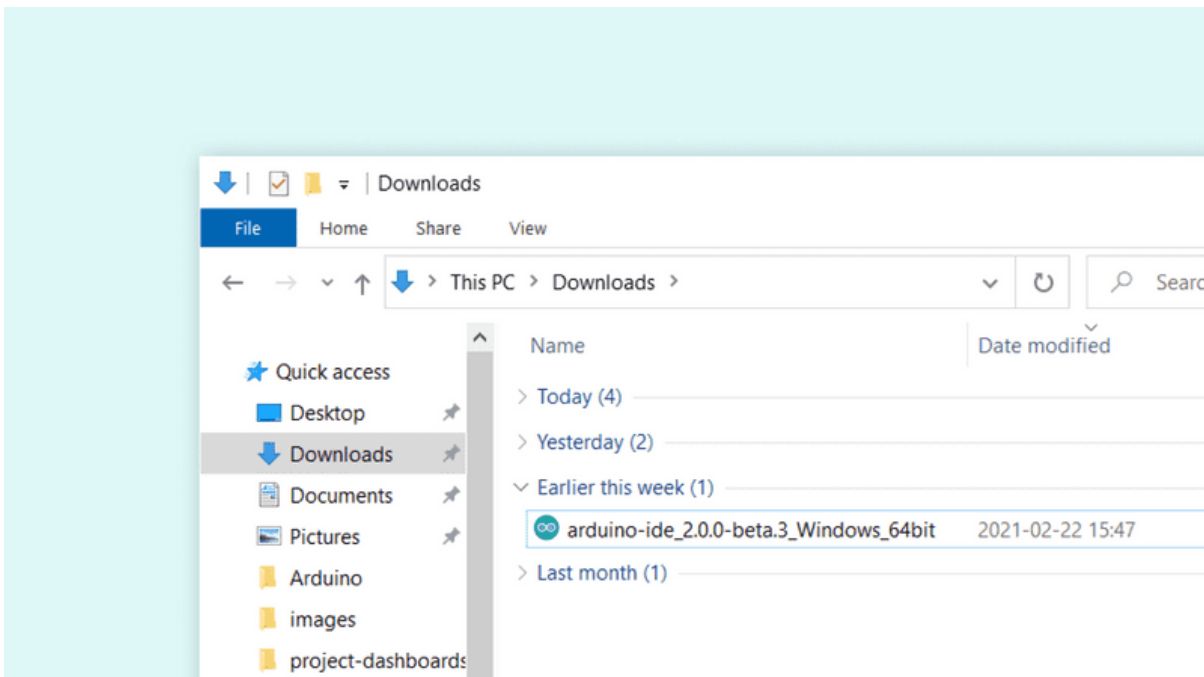 Downloads
File Home Share View
This PC Downloads
Name Date modified
Quick access
Desktop
Downloads
Documents
Pictures
Arduino
images
project-dashboards
Today (4)
Yesterday (2)
Earlier this week (1)
arduino-ide_2.0.0-beta.3_Windows_64bit 2021-02-22 15:47
Last month (1)